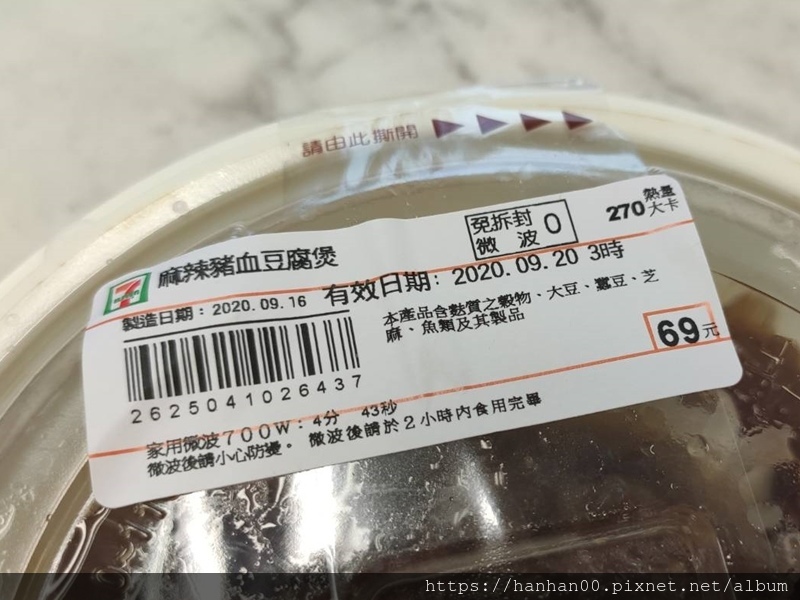 請由此撕開
免拆封 0
微 波
熱量
270大卡
7-ELEVEN
麻辣豬血豆腐煲
製造日期：2020.09.16
有效日期：2020.09.20 3時
本產品含麩質之穀物、大豆、蠶豆、芝
麻、魚類及其製品
69元
2625041026437
家用微波７００Ｗ：4分 43秒
微波後請小心防燙。 微波後請於２小時內食用完畢
https://hanhan00.pixnet.net/album